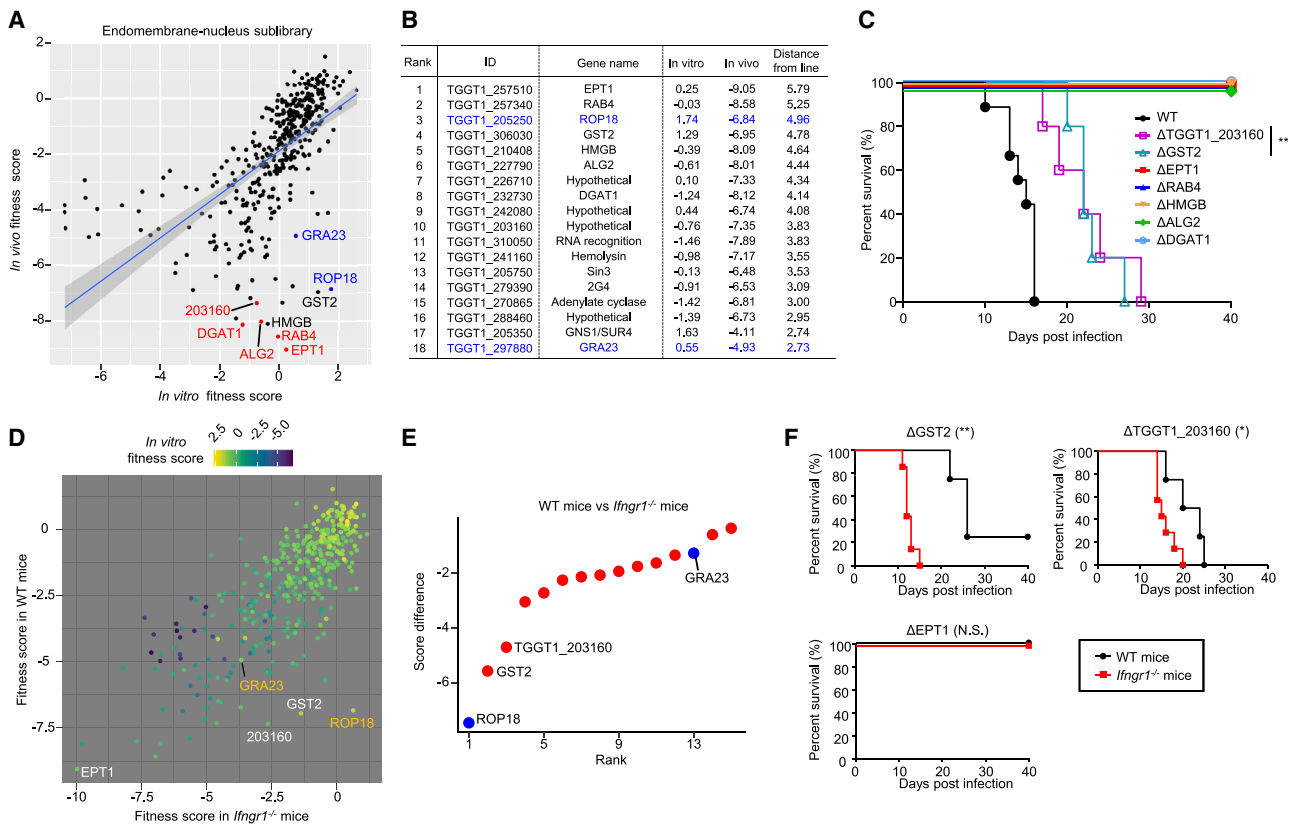 A
Endomembrane-nucleus sublibrary
In vivo fitness score
2
0
-2
-4
-6
-8
GRA23
ROP18
203160
GST2
HMGB
DGAT1
RAB4
ALG2
EPT1
-6 -4 -2 0 2
In vitro fitness score
B
Rank ID Gene name In vitro In vivo Distance from line
1 TGGT1_257510 EPT1 0.25 -9.05 5.79
2 TGGT1_257340 RAB4 -0.03 -8.58 5.25
3 TGGT1_205250 ROP18 1.74 -6.84 4.96
4 TGGT1_306030 GST2 1.29 -6.95 4.78
5 TGGT1_210408 HMGB -0.39 -8.09 4.64
6 TGGT1_227790 ALG2 -0.61 -8.01 4.44
7 TGGT1_226710 Hypothetical 0.10 -7.33 4.34
8 TGGT1_232730 DGAT1 -1.24 -8.12 4.14
9 TGGT1_242080 Hypothetical 0.44 -6.74 4.08
10 TGGT1_203160 Hypothetical -0.76 -7.35 3.83
11 TGGT1_310050 RNA recognition -1.46 -7.89 3.83
12 TGGT1_241160 Hemolysin -0.98 -7.17 3.55
13 TGGT1_205750 Sin3 -0.13 -6.48 3.53
14 TGGT1_279390 2G4 -0.91 -6.53 3.09
15 TGGT1_270865 Adenylate cyclase -1.42 -6.81 3.00
16 TGGT1_288460 Hypothetical -1.39 -6.73 2.95
17 TGGT1_205350 GNS1/SUR4 1.63 -4.11 2.74
18 TGGT1_297880 GRA23 0.55 -4.93 2.73
C
Percent survival (%)
100
80
60
40
20
0
0 10 20 30 40
Days post infection
WT
ΔTGGT1_203160
ΔGST2
**
ΔEPT1
ΔRAB4
ΔHMGB
ΔALG2
ΔDGAT1
D
In vitro fitness score
2.5 0 -2.5 -5.0
Fitness score in WT mice
0
-2.5
-5
-7.5
GRA23
GST2
ROP18
203160
EPT1
-10 -7.5 -5 -2.5 0
Fitness score in Ifngr1-/- mice
E
WT mice vs Ifngr1-/- mice
Score difference
-2
-4
-6
GRA23
TGGT1_203160
GST2
ROP18
1 5 9 13
Rank
F
ΔGST2 (**)
Percent survival (%)
100
80
60
40
20
0
0 10 20 30 40
Days post infection
ΔTGGT1_203160 (*)
Percent survival (%)
100
80
60
40
20
0
0 10 20 30 40
Days post infection
ΔEPT1 (N.S.)
Percent survival (%)
100
80
60
40
20
0
0 10 20 30 40
Days post infection
WT mice
Ifngr1-/- mice